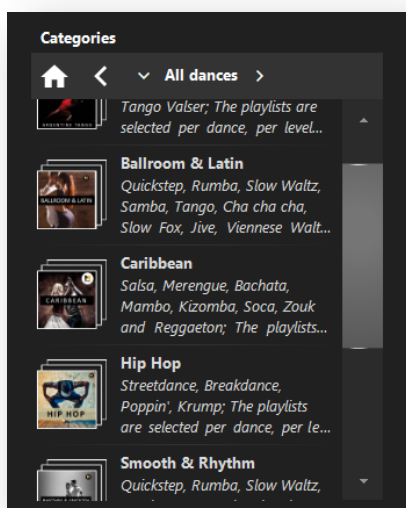 Categories
All dances
ARGENTINE TANGO
Tango Valser; The playlists are
selected per dance, per level...
Ballroom & Latin
Quickstep, Rumba, Slow Waltz,
Samba, Tango, Cha cha cha,
Slow Fox, Jive, Viennese Walt...
BALLROOM & LATIN
Caribbean
Salsa, Merengue, Bachata,
Mambo, Kizomba, Soca, Zouk
and Reggaeton; The playlists...
CARIBBEAN
Hip Hop
Streetdance, Breakdance,
Poppin', Krump; The playlists
are selected per dance, per le...
HIP HOP
Smooth & Rhythm
Quickstep, Rumba, Slow Waltz,